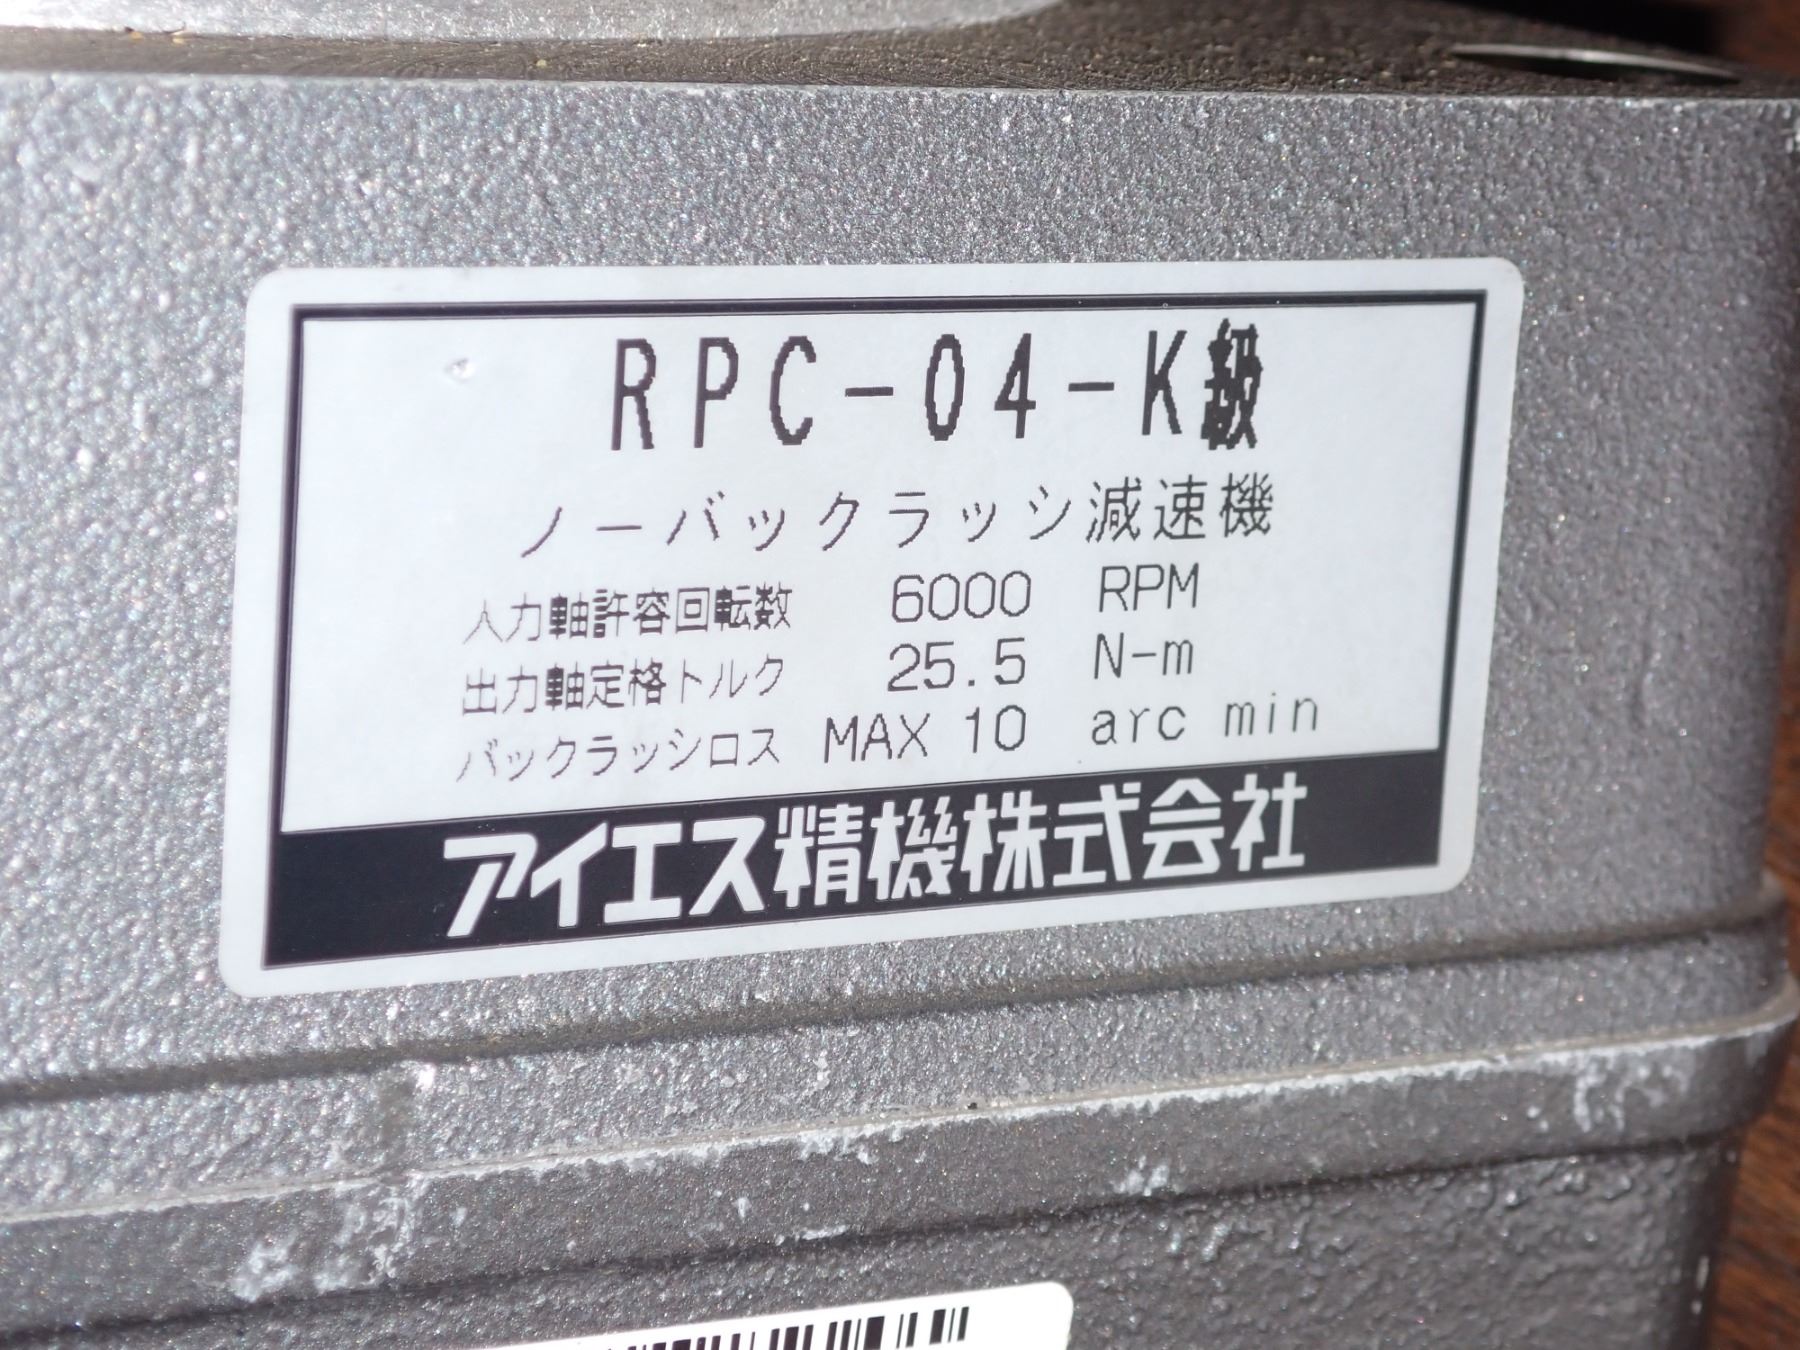 RPC-04-K級
ノーバックラッシ減速機
入力軸許容回転数 6000 RPM
出力軸定格トルク 25.5 N-m
バックラッシロス MAX 10 arc min
アイエス精機株式会社